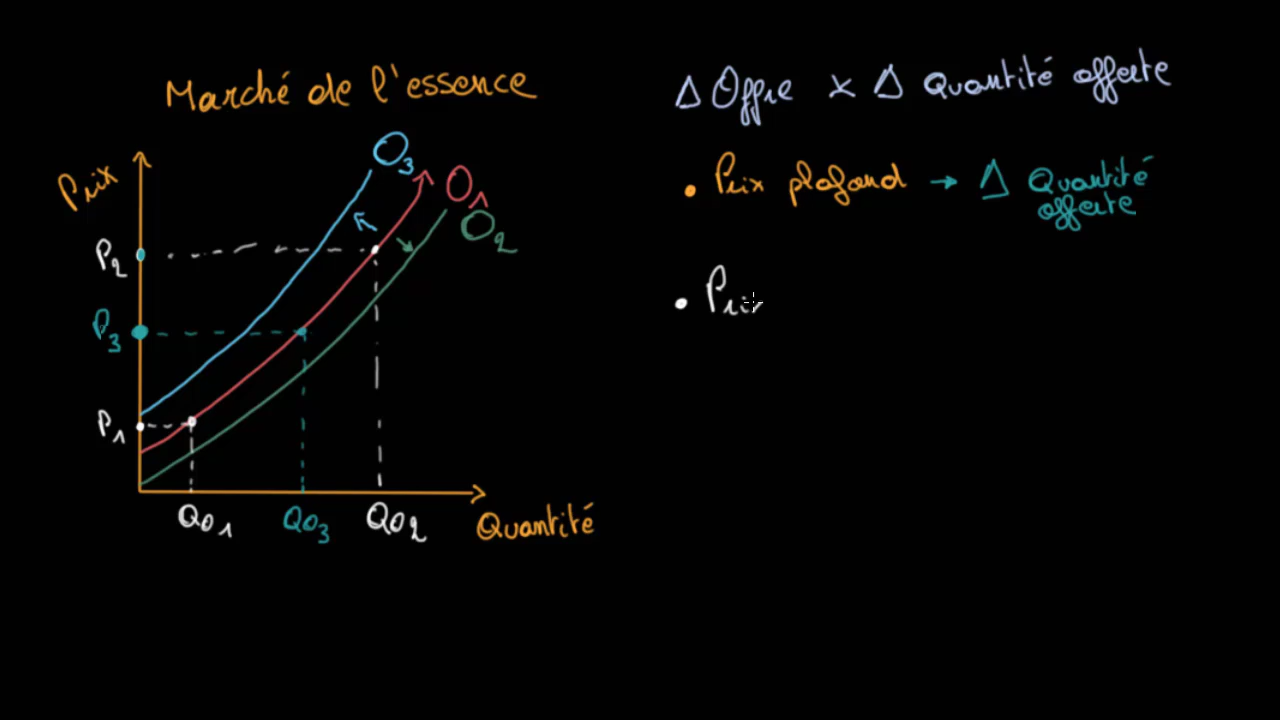 Marché de l'essence
Δ Offre × Δ Quantité offerte
Prix
O3
O1
O2
• Prix plafond → Δ Quantité
offerte
P2
P3
P1
• Prix
QO1
QO3
QO2
Quantité